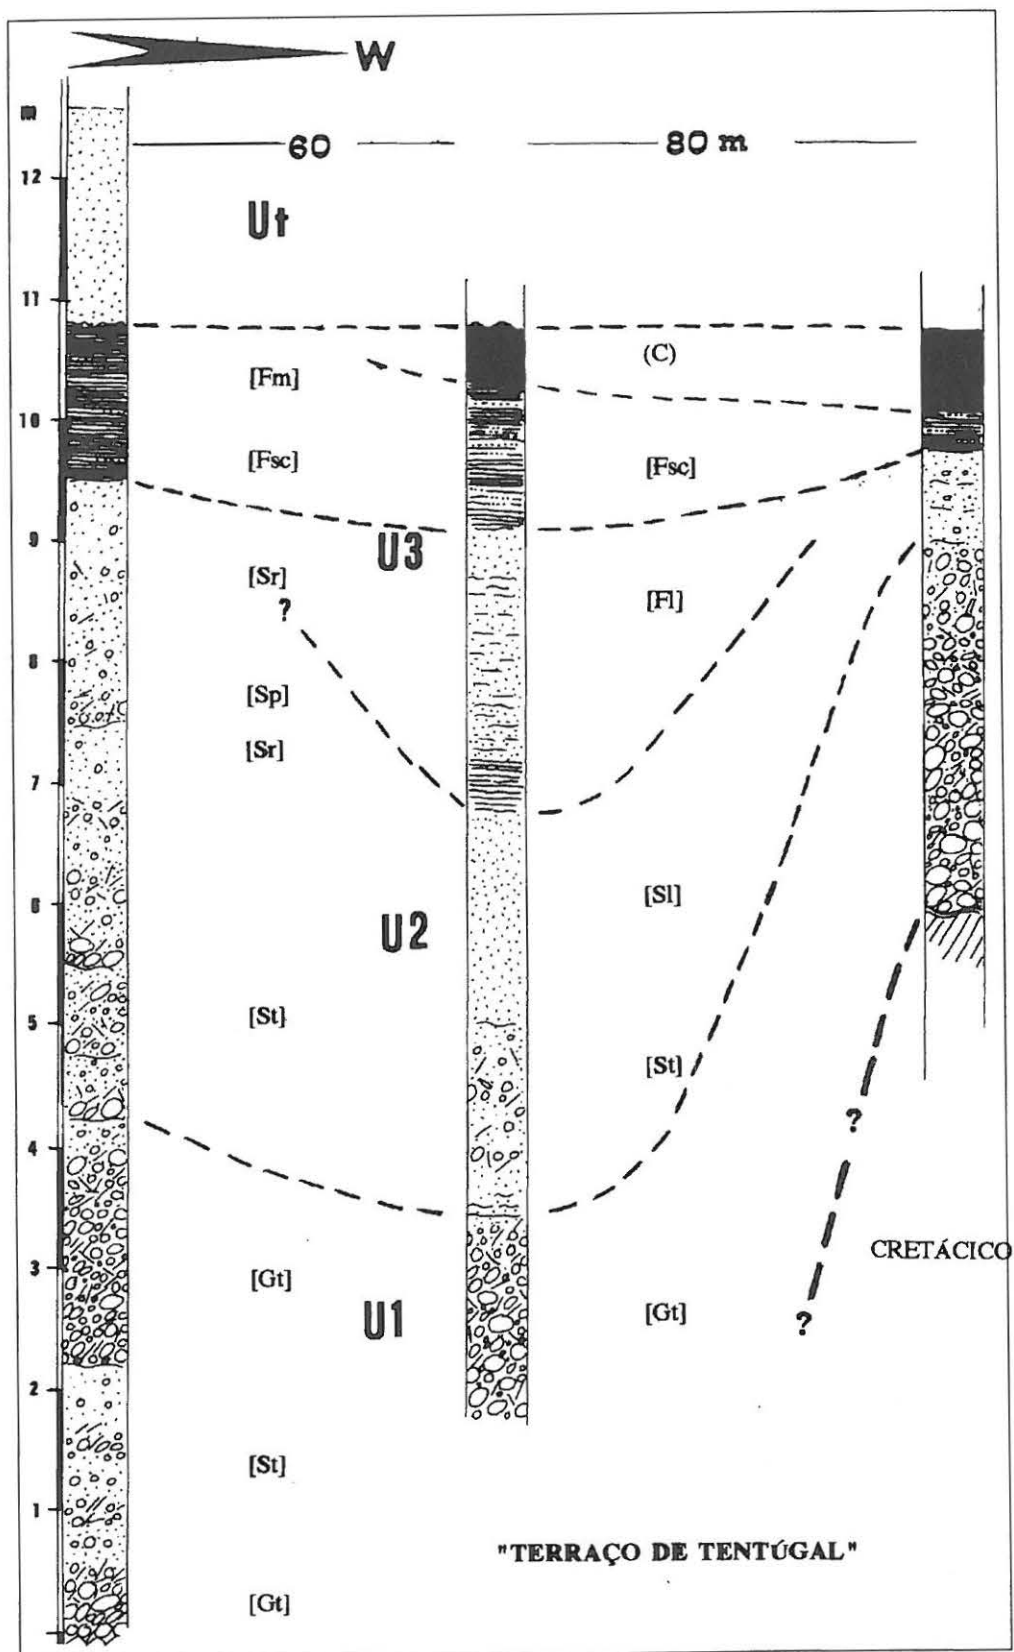 W
m
60
80 m
12
Ut
11
(C)
[Fm]
10
[Fsc]
[Fsc]
9
U3
[Sr]
[Fl]
?
8
[Sp]
[Sr]
7
6
[Sl]
U2
5
[St]
[St]
4
?
CRETÁCICO
3
[Gt]
[Gt]
U1
?
2
[St]
1
"TERRAÇO DE TENTÚGAL"
[Gt]